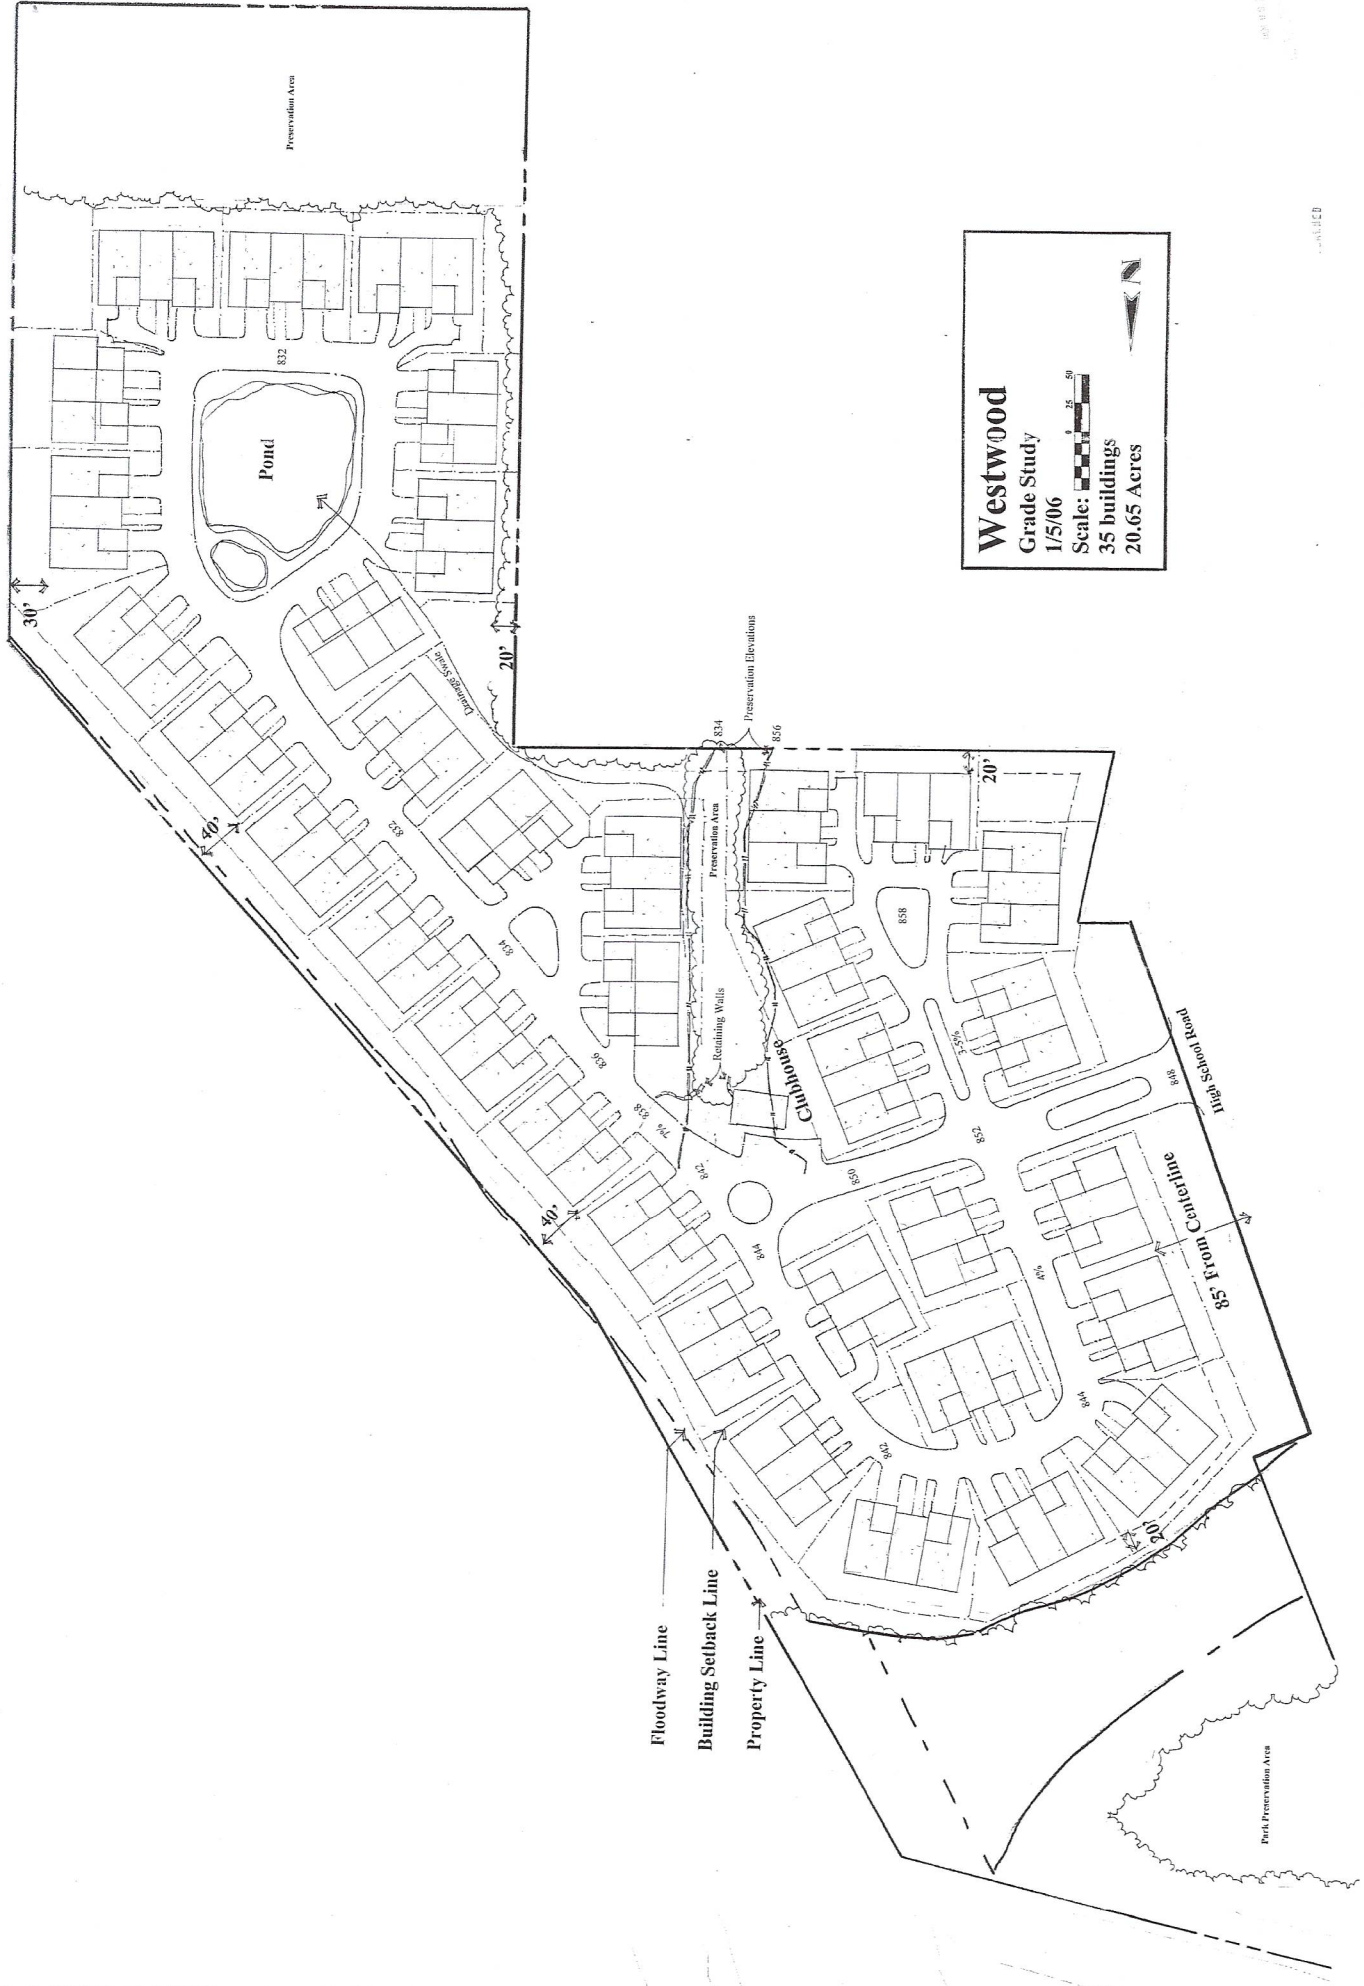 Preservation Area
832
Pond
30'
20'
Drainage Swale
40'
832
834
836
838
7%
842
844
40'
834
Preservation Elevations
856
Preservation Area
Retaining Walls
Clubhouse
20'
858
3-5%
High School Road
848
852
850
4%
85' From Centerline
844
842
20'
Floodway Line
Building Setback Line
Property Line
Park Preservation Area
Westwood
Grade Study
1/5/06
Scale: 0 25 50
35 buildings
20.65 Acres
N